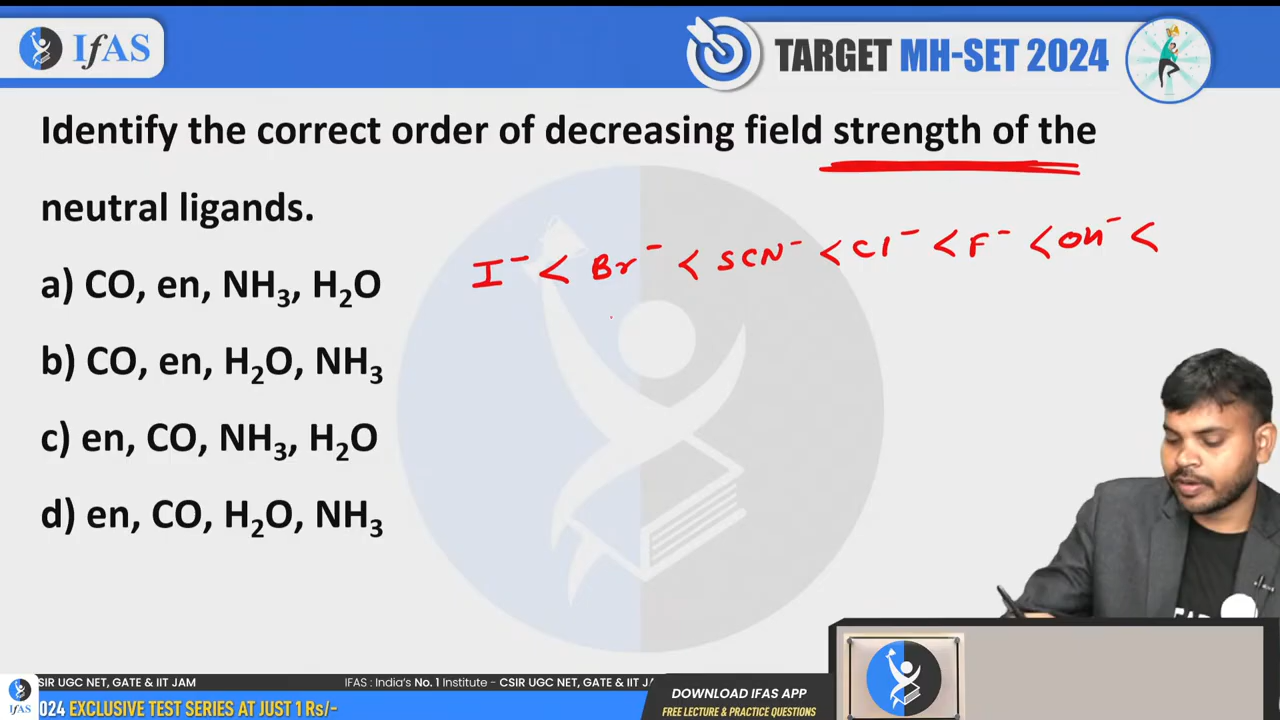 IfAS
TARGET MH-SET 2024
Identify the correct order of decreasing field strength of the
neutral ligands.
I⁻ < Br⁻ < SCN⁻ < Cl⁻ < F⁻ < OH⁻ <
a) CO, en, NH₃, H₂O
b) CO, en, H₂O, NH₃
c) en, CO, NH₃, H₂O
d) en, CO, H₂O, NH₃
SIR UGC NET, GATE & IIT JAM
IFAS : India's No. 1 Institute - CSIR UGC NET, GATE & IIT JA
DOWNLOAD IFAS APP
FREE LECTURE & PRACTICE QUESTIONS
IfAS
024 EXCLUSIVE TEST SERIES AT JUST 1 Rs/-